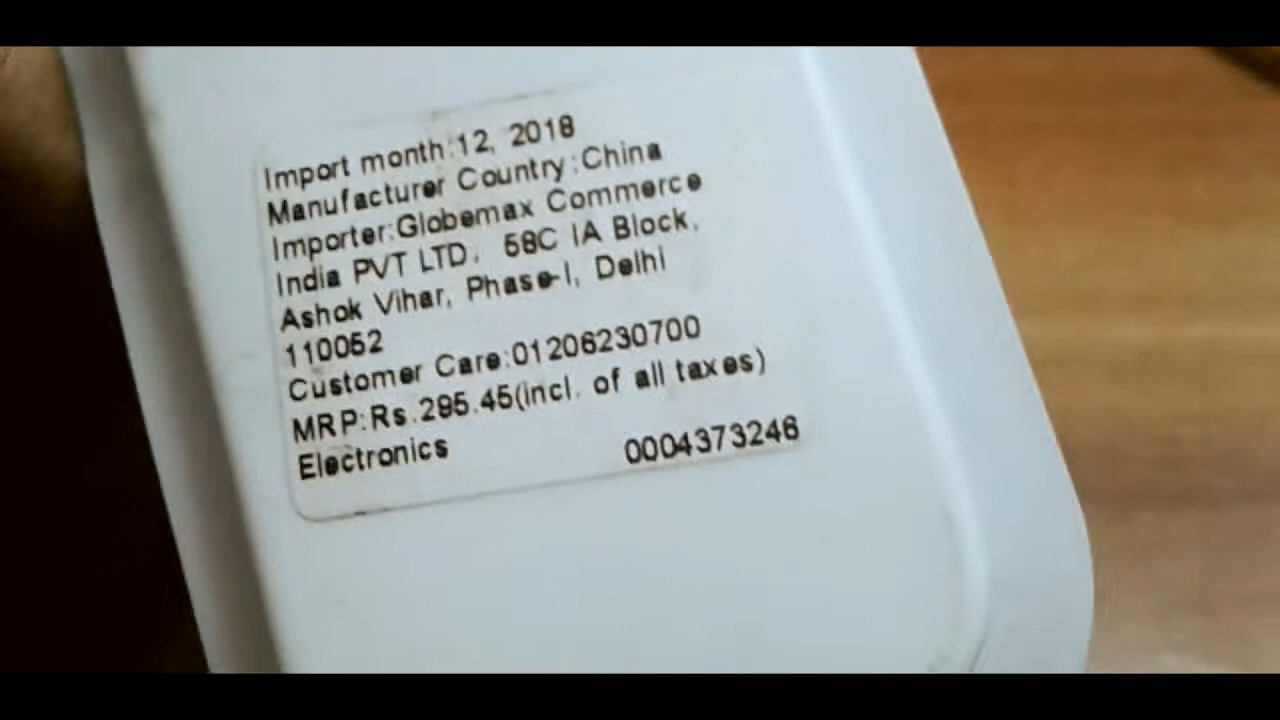 Import month:12, 2018
Manufacturer Country:China
Importer:Globemax Commerce
India PVT LTD, 58C IA Block,
Ashok Vihar, Phase-I, Delhi
110052
Customer Care:01206230700
MRP:Rs.295.45(incl. of all taxes)
Electronics 0004373246